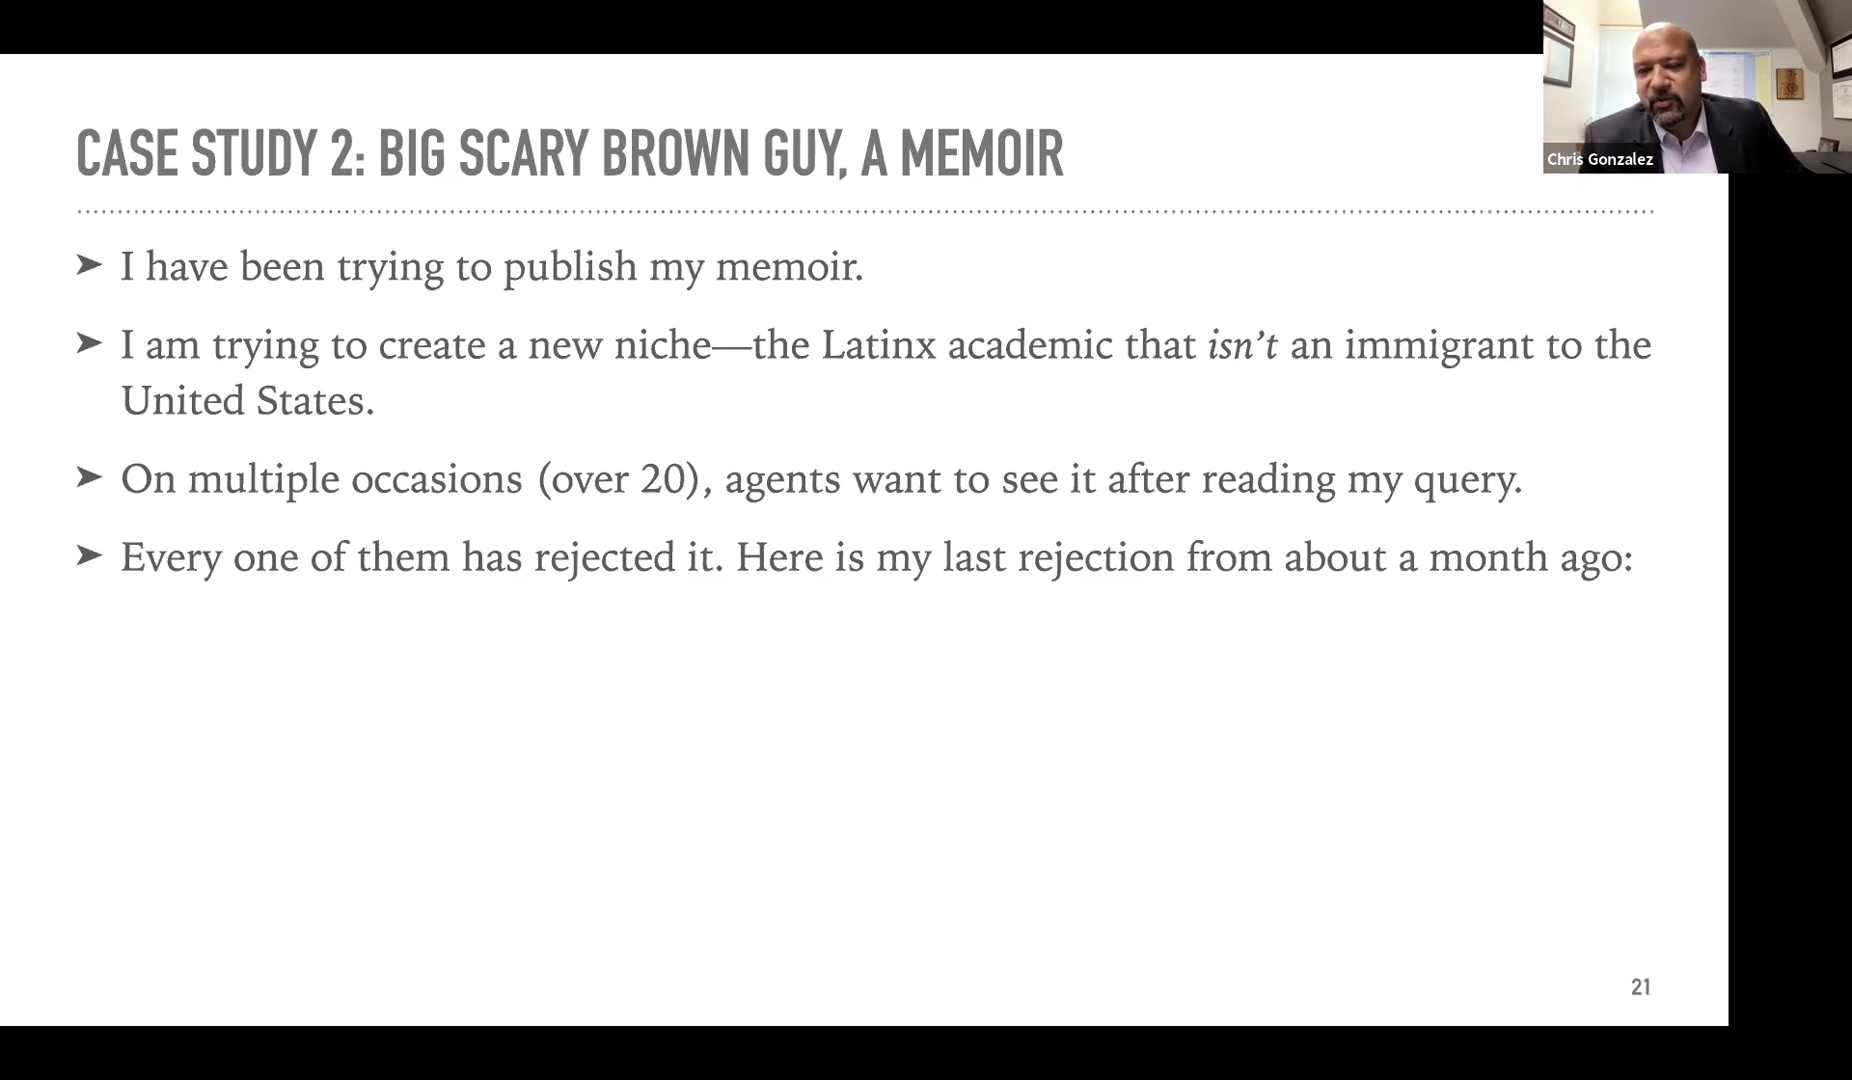 Chris Gonzalez
CASE STUDY 2: BIG SCARY BROWN GUY, A MEMOIR
➤ I have been trying to publish my memoir.
➤ I am trying to create a new niche—the Latinx academic that isn’t an immigrant to the
United States.
➤ On multiple occasions (over 20), agents want to see it after reading my query.
➤ Every one of them has rejected it. Here is my last rejection from about a month ago:
21